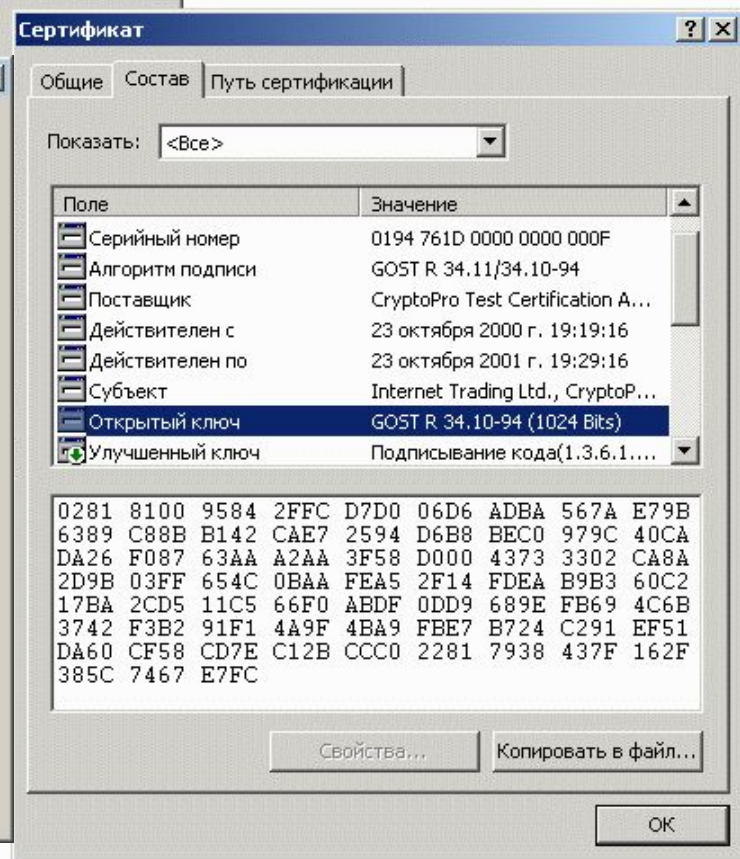 Сертификат
Общие Состав Путь сертификации
Показать: <Все>
Поле Значение
Серийный номер 0194 761D 0000 0000 000F
Алгоритм подписи GOST R 34.11/34.10-94
Поставщик CryptoPro Test Certification A...
Действителен с 23 октября 2000 г. 19:19:16
Действителен по 23 октября 2001 г. 19:29:16
Субъект Internet Trading Ltd., CryptoP...
Открытый ключ GOST R 34.10-94 (1024 Bits)
Улучшенный ключ Подписывание кода(1.3.6.1....
0281 8100 9584 2FFC D7D0 06D6 ADBA 567A E79B
6389 C88B B142 CAE7 2594 D6B8 BEC0 979C 40CA
DA26 F087 63AA A2AA 3F58 D000 4373 3302 CA8A
2D9B 03FF 654C 0BAA FEA5 2F14 FDEA B9B3 60C2
17BA 2CD5 11C5 66F0 ABDF 0DD9 689E FB69 4C6B
3742 F3B2 91F1 4A9F 4BA9 FBE7 B724 C291 EF51
DA60 CF58 CD7E C12B CCC0 2281 7938 437F 162F
385C 7467 E7FC
Свойства... Копировать в файл...
ОК